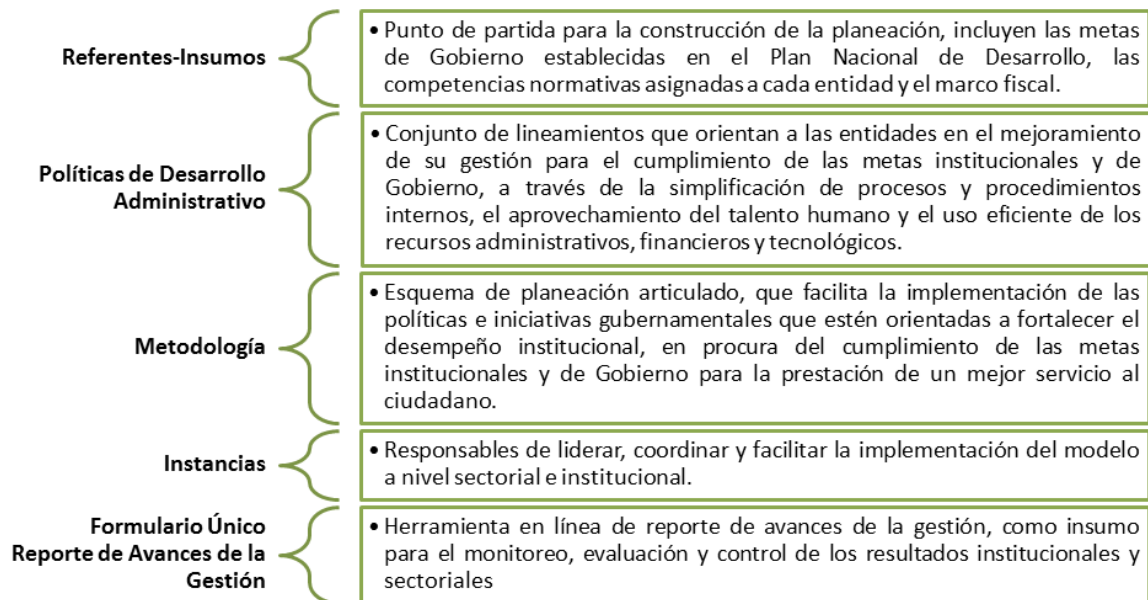 Referentes-Insumos
• Punto de partida para la construcción de la planeación, incluyen las metas
de Gobierno establecidas en el Plan Nacional de Desarrollo, las
competencias normativas asignadas a cada entidad y el marco fiscal.
Políticas de Desarrollo
Administrativo
• Conjunto de lineamientos que orientan a las entidades en el mejoramiento
de su gestión para el cumplimiento de las metas institucionales y de
Gobierno, a través de la simplificación de procesos y procedimientos
internos, el aprovechamiento del talento humano y el uso eficiente de los
recursos administrativos, financieros y tecnológicos.
Metodología
• Esquema de planeación articulado, que facilita la implementación de las
políticas e iniciativas gubernamentales que estén orientadas a fortalecer el
desempeño institucional, en procura del cumplimiento de las metas
institucionales y de Gobierno para la prestación de un mejor servicio al
ciudadano.
Instancias
• Responsables de liderar, coordinar y facilitar la implementación del modelo
a nivel sectorial e institucional.
Formulario Único
Reporte de Avances de la
Gestión
• Herramienta en línea de reporte de avances de la gestión, como insumo
para el monitoreo, evaluación y control de los resultados institucionales y
sectoriales